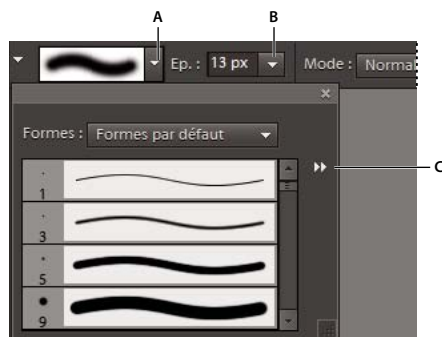 A B
Ep. : 13 px Mode : Norma
Formes : Formes par défaut
C
1
3
5
9